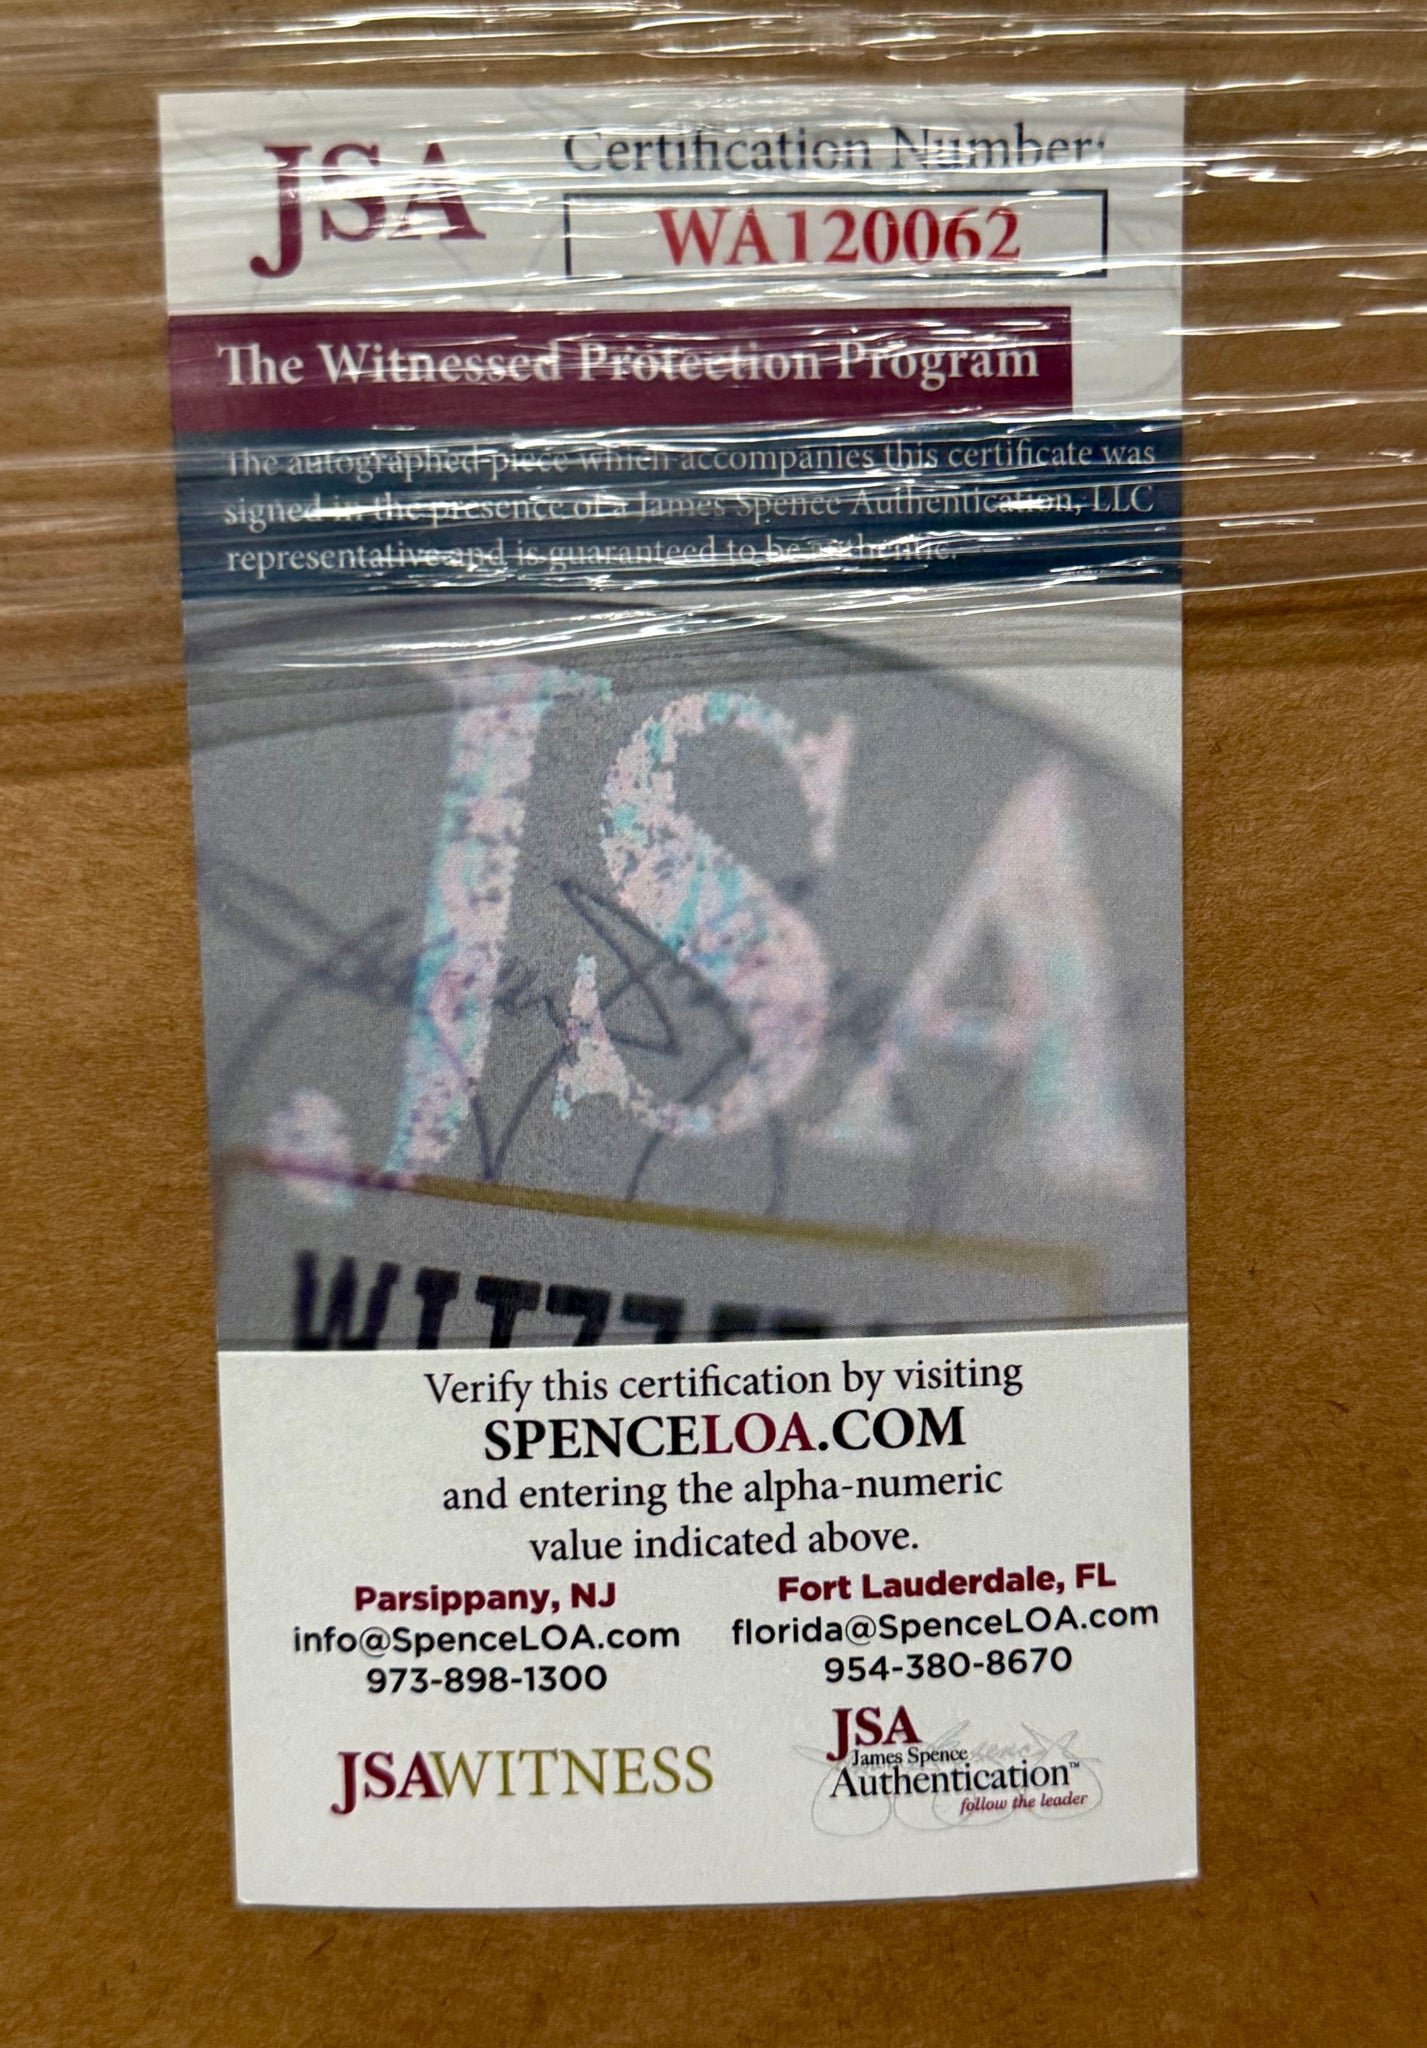 JSA
Certification Number:
WA120062
The Witnessed Protection Program
The autographed piece which accompanies this certificate was
signed in the presence of a James Spence Authentication, LLC
representative and is guaranteed to be authentic.
JSA
Verify this certification by visiting
SPENCELOA.COM
and entering the alpha-numeric
value indicated above.
Parsippany, NJ
info@SpenceLOA.com
973-898-1300
Fort Lauderdale, FL
florida@SpenceLOA.com
954-380-8670
JSAWITNESS
JSA
James Spence
Authentication™
follow the leader